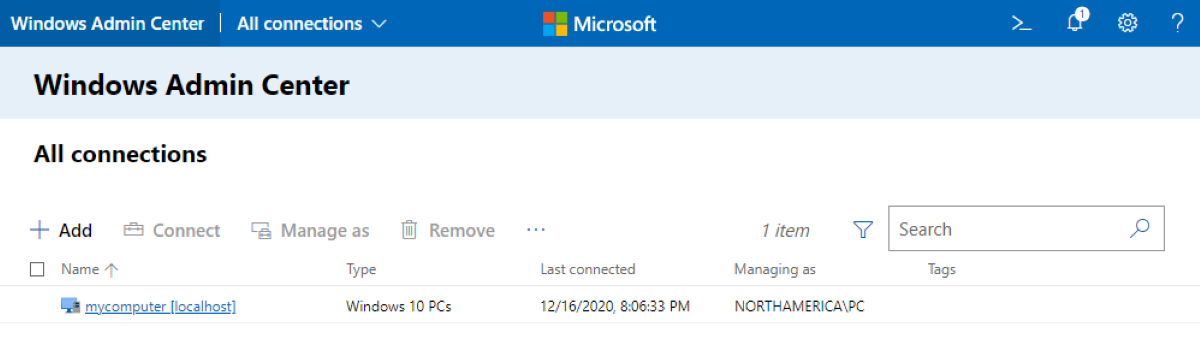 Windows Admin Center All connections Microsoft >_ 1 ?
Windows Admin Center
All connections
Add Connect Manage as Remove ... 1 item Search
Name Type Last connected Managing as Tags
mycomputer [localhost] Windows 10 PCs 12/16/2020, 8:06:33 PM NORTHAMERICA\PC